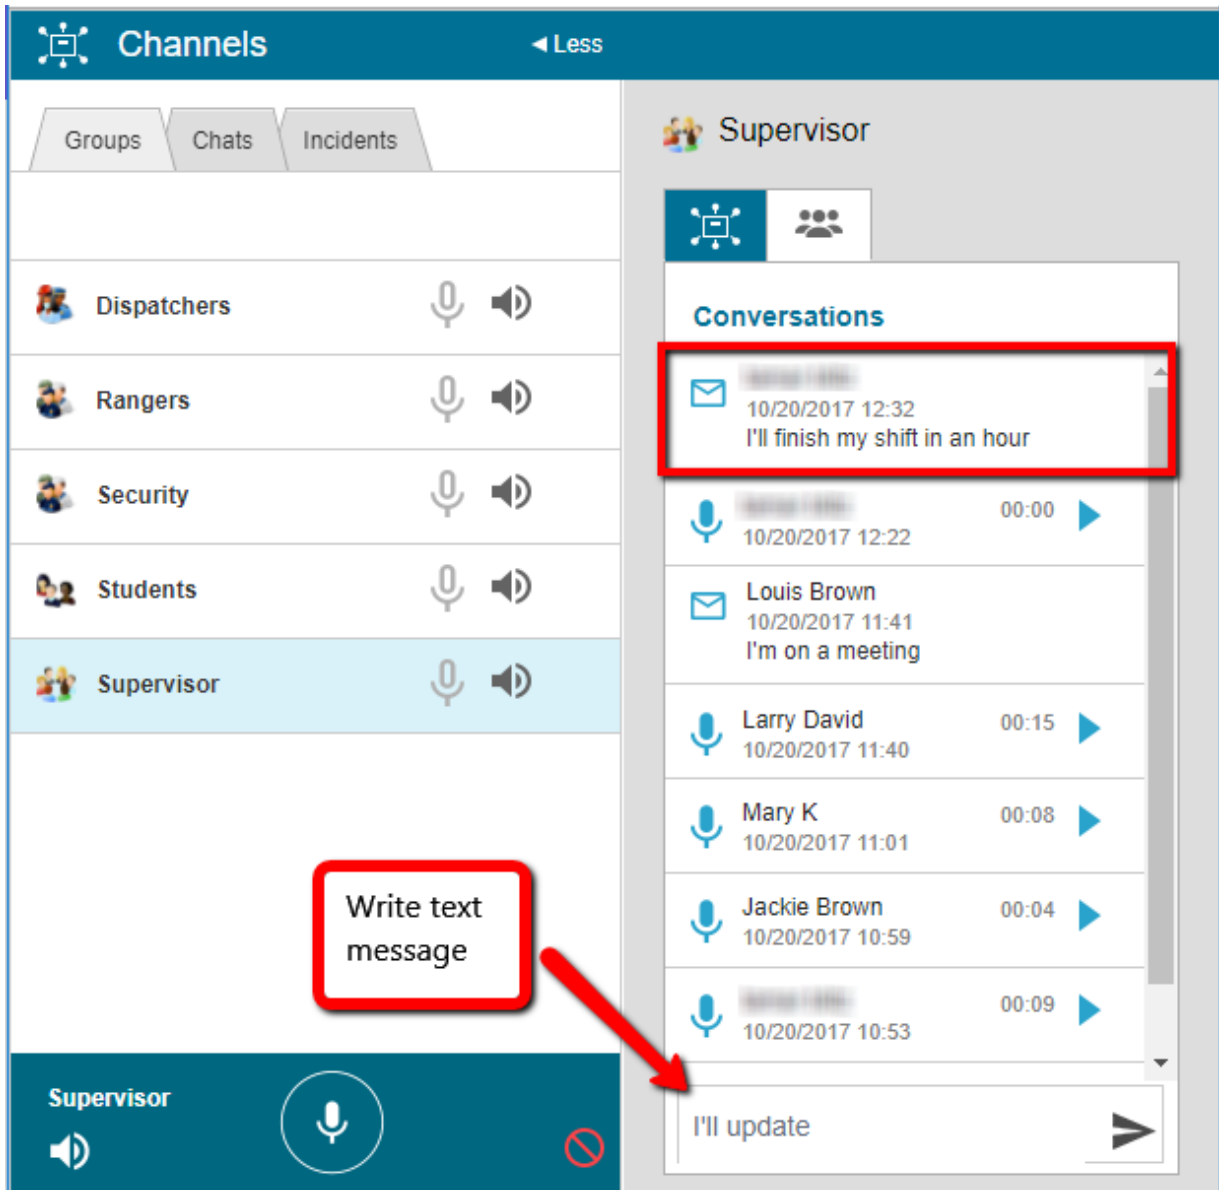 Channels
Less
Groups
Chats
Incidents
Dispatchers
Rangers
Security
Students
Supervisor
Write text
message
Supervisor
Supervisor
Conversations
10/20/2017 12:32
I'll finish my shift in an hour
00:00
10/20/2017 12:22
Louis Brown
10/20/2017 11:41
I'm on a meeting
Larry David 00:15
10/20/2017 11:40
Mary K 00:08
10/20/2017 11:01
Jackie Brown 00:04
10/20/2017 10:59
00:09
10/20/2017 10:53
I'll update